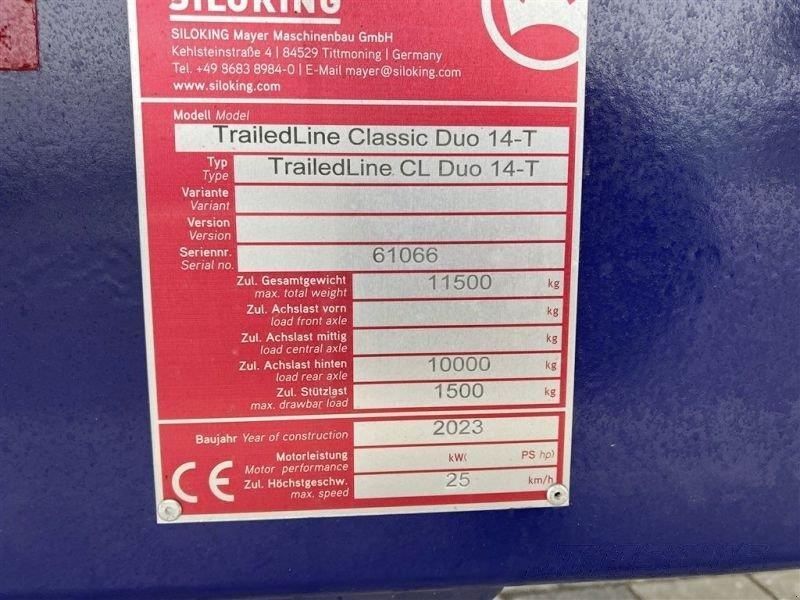 SILOKING
SILOKING Mayer Maschinenbau GmbH
Kehlsteinstraße 4 | 84529 Tittmoning | Germany
Tel. +49 8683 8984-0 | E-Mail mayer@siloking.com
www.siloking.com
Modell Model
TrailedLine Classic Duo 14-T
Typ TrailedLine CL Duo 14-T
Type
Variante
Variant
Version
Version
Seriennr. 61066
Serial no.
Zul. Gesamtgewicht 11500 kg
max. total weight
Zul. Achslast vorn kg
load front axle
Zul. Achslast mittig kg
load central axle
Zul. Achslast hinten 10000 kg
load rear axle
Zul. Stützlast 1500 kg
max. drawbar load
Baujahr Year of construction 2023
Motorleistung kW( PS hp)
Motor performance
CE Zul. Höchstgeschw. 25 km/h
max. speed